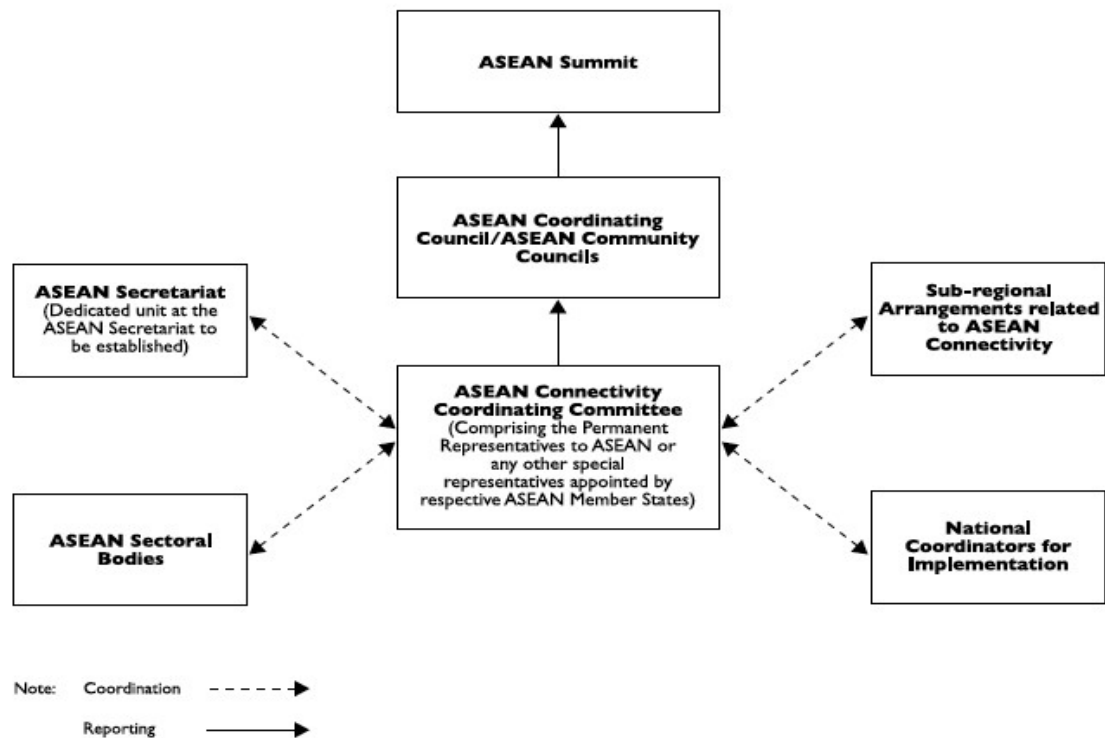 ASEAN Summit
ASEAN Coordinating
Council/ASEAN Community
Councils
ASEAN Secretariat
(Dedicated unit at the
ASEAN Secretariat to
be established)
Sub-regional
Arrangements related
to ASEAN
Connectivity
ASEAN Connectivity
Coordinating Committee
(Comprising the Permanent
Representatives to ASEAN or
any other special
representatives appointed by
respective ASEAN Member States)
ASEAN Sectoral
Bodies
National
Coordinators for
Implementation
Note: Coordination
Reporting